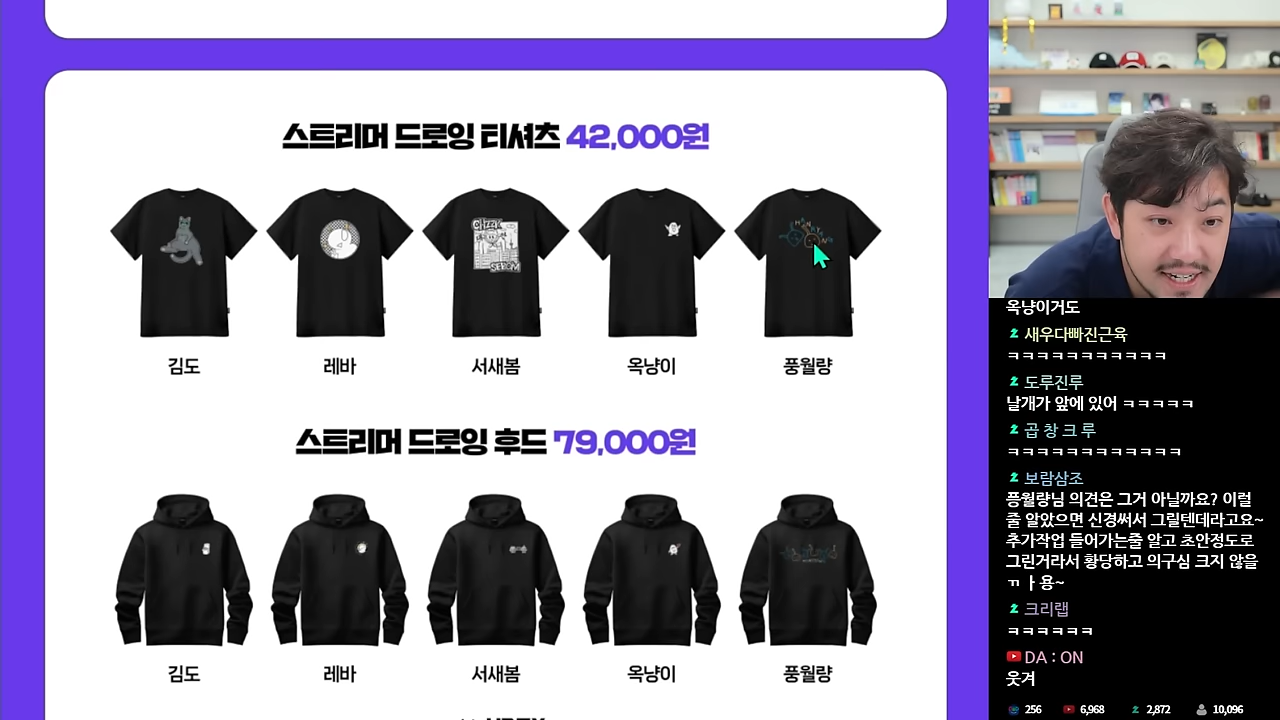 스트리머 드로잉 티셔츠 42,000원
김도
레바
서새봄
옥냥이
풍월량
스트리머 드로잉 후드 79,000원
김도
레바
서새봄
옥냥이
풍월량
옥냥이거도
새우다빠진근육
ㅋㅋㅋㅋㅋㅋㅋㅋㅋㅋㅋ
도루진루
날개가 앞에 있어 ㅋㅋㅋㅋㅋ
곱 창 크 루
ㅋㅋㅋㅋㅋㅋㅋㅋㅋㅋㅋㅋ
보람삼조
픙월량님 의견은 그거 아닐까요? 이럴
줄 알았으면 신경써서 그릴텐데라고요~
추가작업 들어가는줄 알고 초안정도로
그린거라서 황당하고 의구심 크지 않을
ㄲㅏ용~
크리랩
ㅋㅋㅋㅋㅋㅋ
DA : ON
웃겨
256 6,968 2,872 10,096